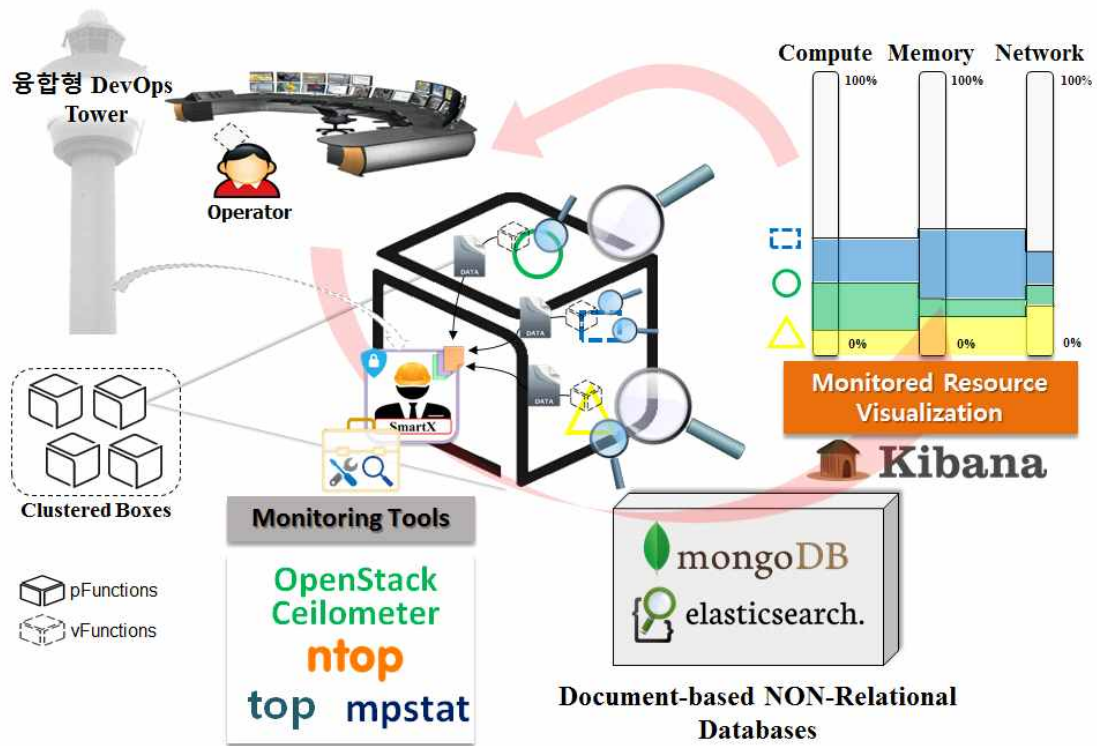 융합형 DevOps
Tower
Operator
Compute Memory Network
100% 100% 100%
0% 0% 0%
Monitored Resource
Visualization
Kibana
DATA
DATA
DATA
SmartX
Clustered Boxes
pFunctions
vFunctions
Monitoring Tools
OpenStack
Ceilometer
ntop
top mpstat
mongoDB
elasticsearch.
Document-based NON-Relational
Databases